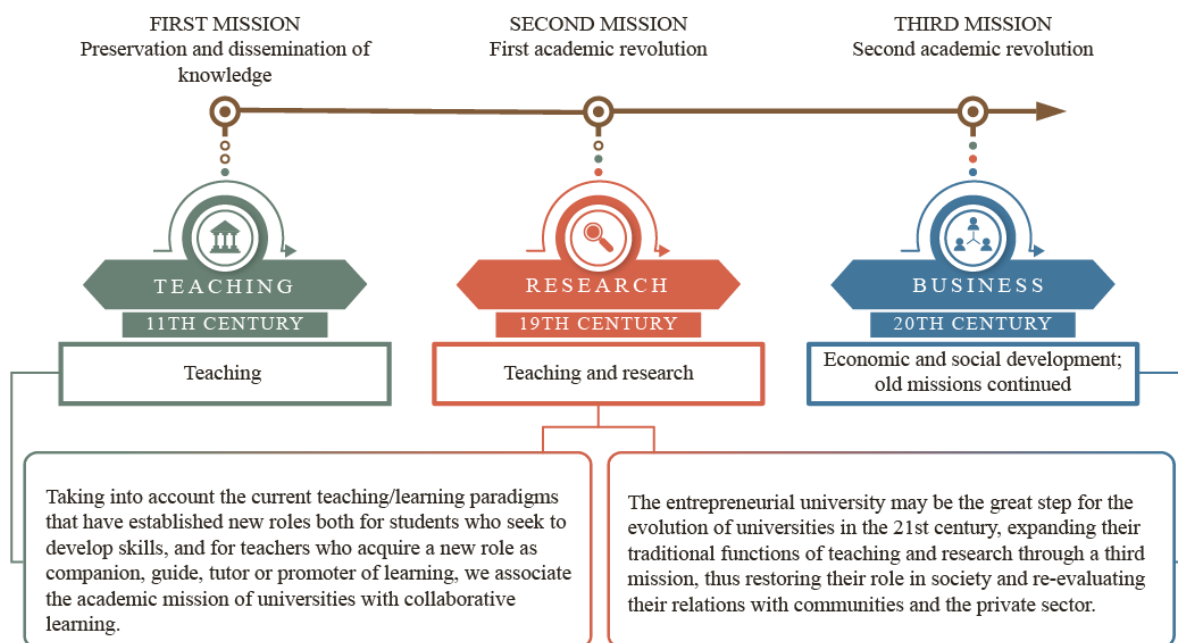 FIRST MISSION
Preservation and dissemination of
knowledge
SECOND MISSION
First academic revolution
THIRD MISSION
Second academic revolution
TEACHING
11TH CENTURY
Teaching
RESEARCH
19TH CENTURY
Teaching and research
BUSINESS
20TH CENTURY
Economic and social development;
old missions continued
Taking into account the current teaching/learning paradigms
that have established new roles both for students who seek to
develop skills, and for teachers who acquire a new role as
companion, guide, tutor or promoter of learning, we associate
the academic mission of universities with collaborative
learning.
The entrepreneurial university may be the great step for the
evolution of universities in the 21st century, expanding their
traditional functions of teaching and research through a third
mission, thus restoring their role in society and re-evaluating
their relations with communities and the private sector.